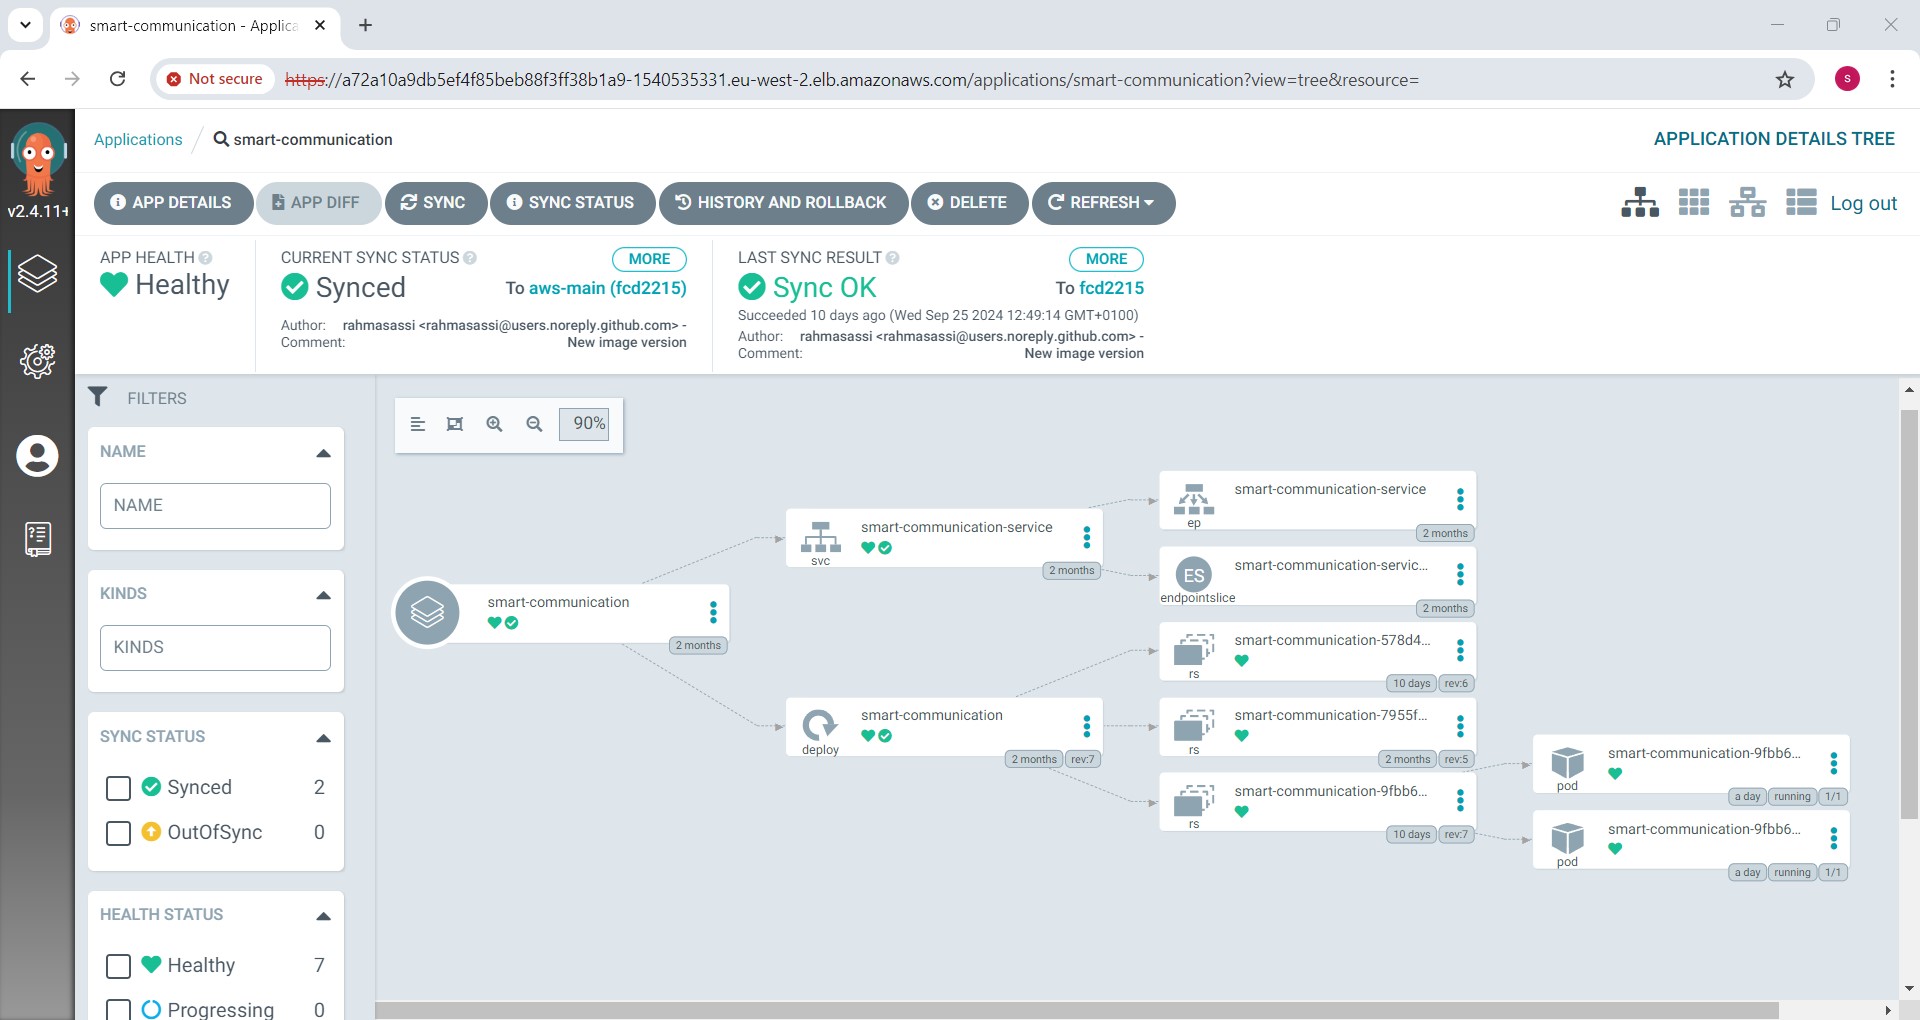 smart-communication - Applica
Not secure https://a72a10a9db5ef4f85beb88f3ff38b1a9-1540535331.eu-west-2.elb.amazonaws.com/applications/smart-communication?view=tree&resource=
S
v2.4.11+
Applications / smart-communication
APPLICATION DETAILS TREE
APP DETAILS APP DIFF SYNC SYNC STATUS HISTORY AND ROLLBACK DELETE REFRESH
Log out
APP HEALTH
Healthy
CURRENT SYNC STATUS MORE
Synced To aws-main (fcd2215)
Author: rahmasassi <rahmasassi@users.noreply.github.com> -
Comment: New image version
LAST SYNC RESULT MORE
Sync OK To fcd2215
Succeeded 10 days ago (Wed Sep 25 2024 12:49:14 GMT+0100)
Author: rahmasassi <rahmasassi@users.noreply.github.com> -
Comment: New image version
FILTERS
NAME
NAME
KINDS
KINDS
SYNC STATUS
Synced 2
OutOfSync 0
HEALTH STATUS
Healthy 7
Progressing 0
90%
smart-communication
2 months
smart-communication-service
svc
2 months
smart-communication
deploy
2 months rev:7
smart-communication-service
ep
2 months
ES
smart-communication-servic...
endpointslice
2 months
smart-communication-578d4...
rs
10 days rev:6
smart-communication-7955f...
rs
2 months rev:5
smart-communication-9fbb6...
rs
10 days rev:7
smart-communication-9fbb6...
pod
a day running 1/1
smart-communication-9fbb6...
pod
a day running 1/1